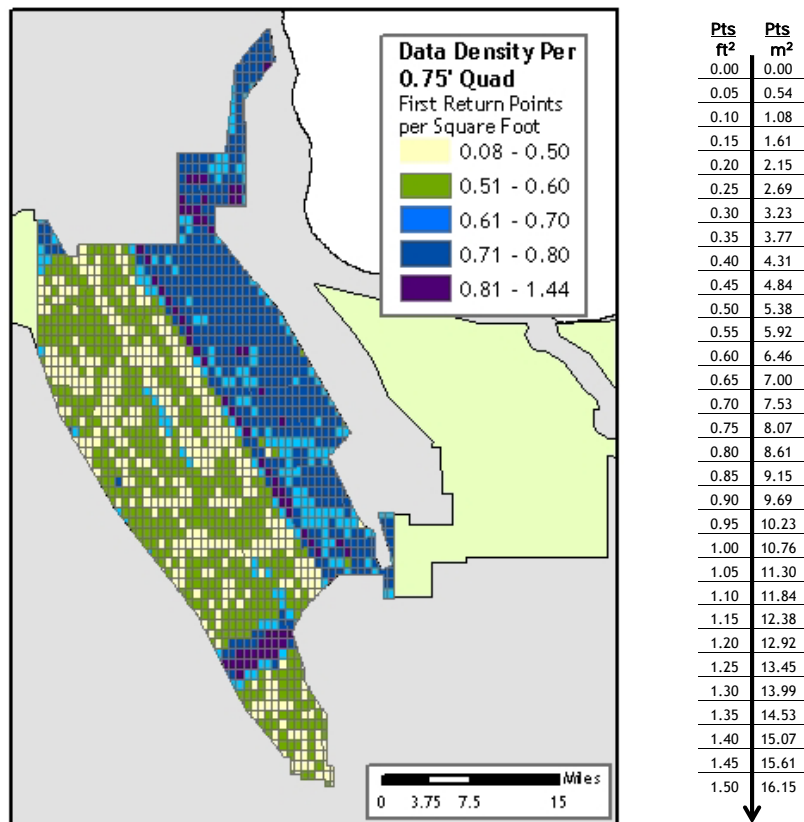 Data Density Per
0.75' Quad
First Return Points
per Square Foot
0.08 - 0.50
0.51 - 0.60
0.61 - 0.70
0.71 - 0.80
0.81 - 1.44
Miles
0 3.75 7.5 15
Pts Pts
ft² m²
0.00 0.00
0.05 0.54
0.10 1.08
0.15 1.61
0.20 2.15
0.25 2.69
0.30 3.23
0.35 3.77
0.40 4.31
0.45 4.84
0.50 5.38
0.55 5.92
0.60 6.46
0.65 7.00
0.70 7.53
0.75 8.07
0.80 8.61
0.85 9.15
0.90 9.69
0.95 10.23
1.00 10.76
1.05 11.30
1.10 11.84
1.15 12.38
1.20 12.92
1.25 13.45
1.30 13.99
1.35 14.53
1.40 15.07
1.45 15.61
1.50 16.15